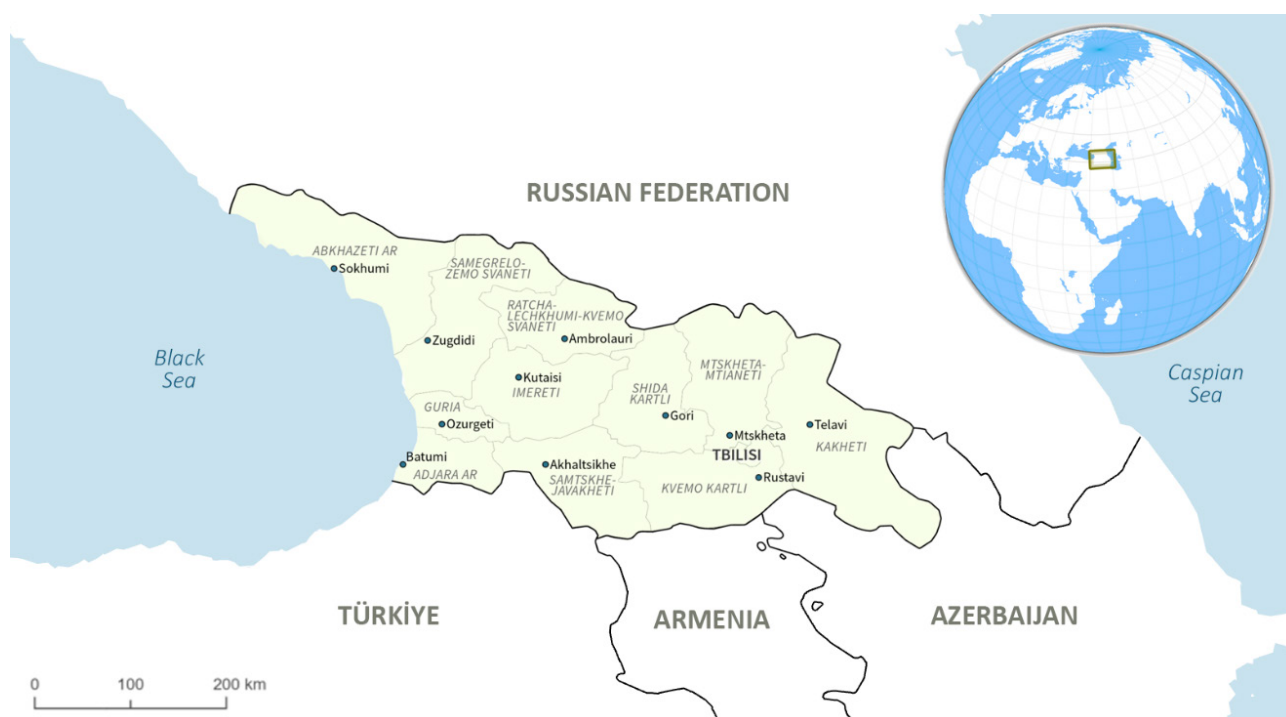 RUSSIAN FEDERATION
ABKHAZETI AR
Sokhumi
SAMEGRELO-
ZEMO SVANETI
RATCHA-
LECHKHUMI-KVEMO
SVANETI
Zugdidi
Ambrolauri
Black
Sea
Caspian
Sea
MTSKHETA-
MTIANETI
Kutaisi
IMERETI
SHIDA
KARTLI
GURIA
Ozurgeti
Gori
Mtskheta
Telavi
KAKHETI
TBILISI
Batumi
ADJARA AR
Akhaltsikhe
SAMTSKHE-
JAVAKHETI
KVEMO KARTLI
Rustavi
TÜRKİYE
ARMENIA
AZERBAIJAN
0 100 200 km